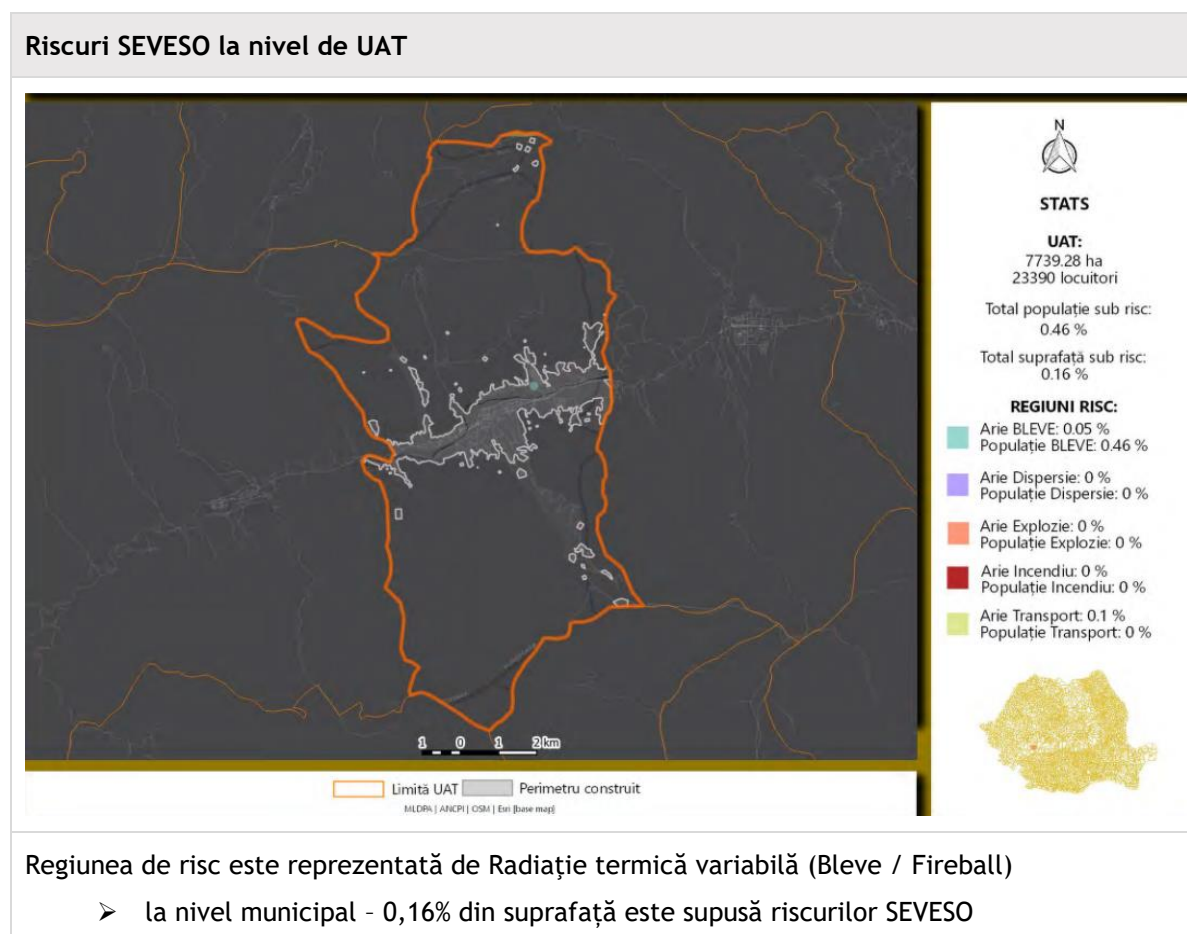 Riscuri SEVESO la nivel de UAT
N
STATS
UAT:
7739.28 ha
23390 locuitori
Total populație sub risc:
0.46 %
Total suprafață sub risc:
0.16 %
REGIUNI RISC:
Arie BLEVE: 0.05 %
Populație BLEVE: 0.46 %
Arie Dispersie: 0 %
Populație Dispersie: 0 %
Arie Explozie: 0 %
Populație Explozie: 0 %
Arie Incendiu: 0 %
Populație Incendiu: 0 %
Arie Transport: 0.1 %
Populație Transport: 0 %
1 0 1 2 km
Limită UAT Perimetru construit
MLDPA | ANCPI | OSM | Esri [base map]
Regiunea de risc este reprezentată de Radiație termică variabilă (Bleve / Fireball)
➢ la nivel municipal – 0,16% din suprafață este supusă riscurilor SEVESO